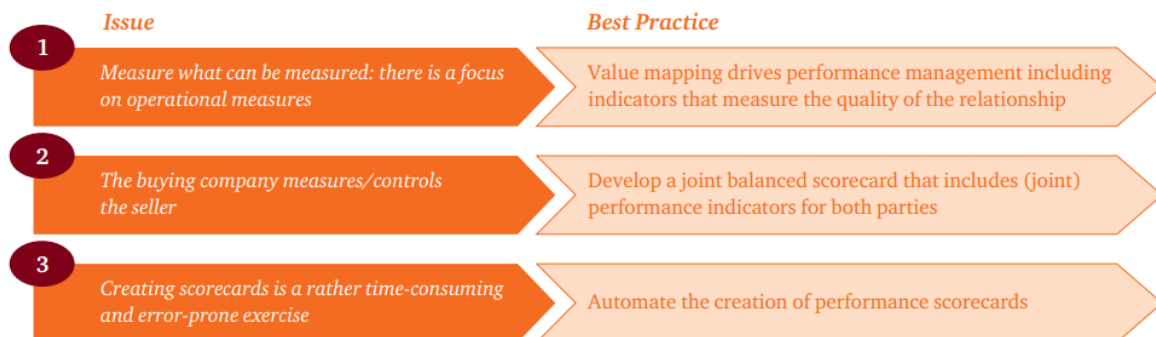 Issue
Best Practice
1
Measure what can be measured: there is a focus
on operational measures
Value mapping drives performance management including
indicators that measure the quality of the relationship
2
The buying company measures/controls
the seller
Develop a joint balanced scorecard that includes (joint)
performance indicators for both parties
3
Creating scorecards is a rather time-consuming
and error-prone exercise
Automate the creation of performance scorecards